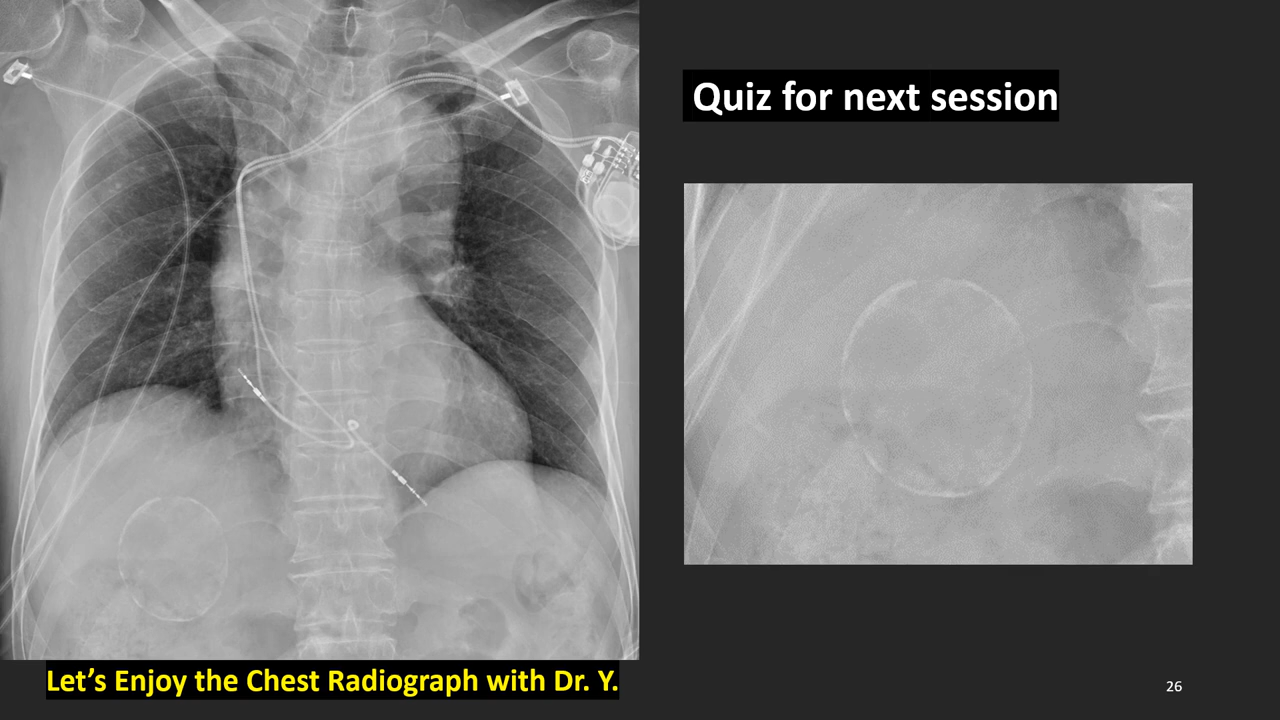 Quiz for next session
Let’s Enjoy the Chest Radiograph with Dr. Y.
26